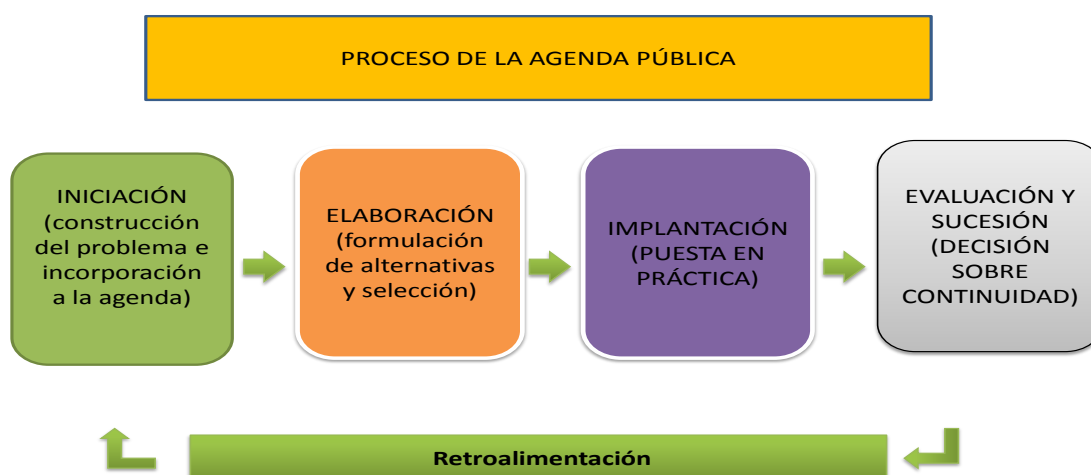 PROCESO DE LA AGENDA PÚBLICA
INICIACIÓN
(construcción
del problema e
incorporación
a la agenda)
ELABORACIÓN
(formulación
de alternativas
y selección)
IMPLANTACIÓN
(PUESTA EN
PRÁCTICA)
EVALUACIÓN Y
SUCESIÓN
(DECISIÓN
SOBRE
CONTINUIDAD)
Retroalimentación